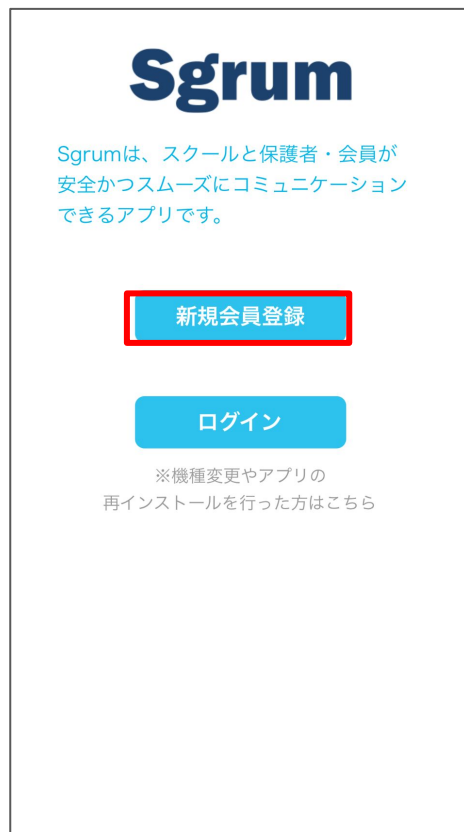 Sgrum
Sgrumは、スクールと保護者・会員が
安全かつスムーズにコミュニケーション
できるアプリです。
新規会員登録
ログイン
※機種変更やアプリの
再インストールを行った方はこちら